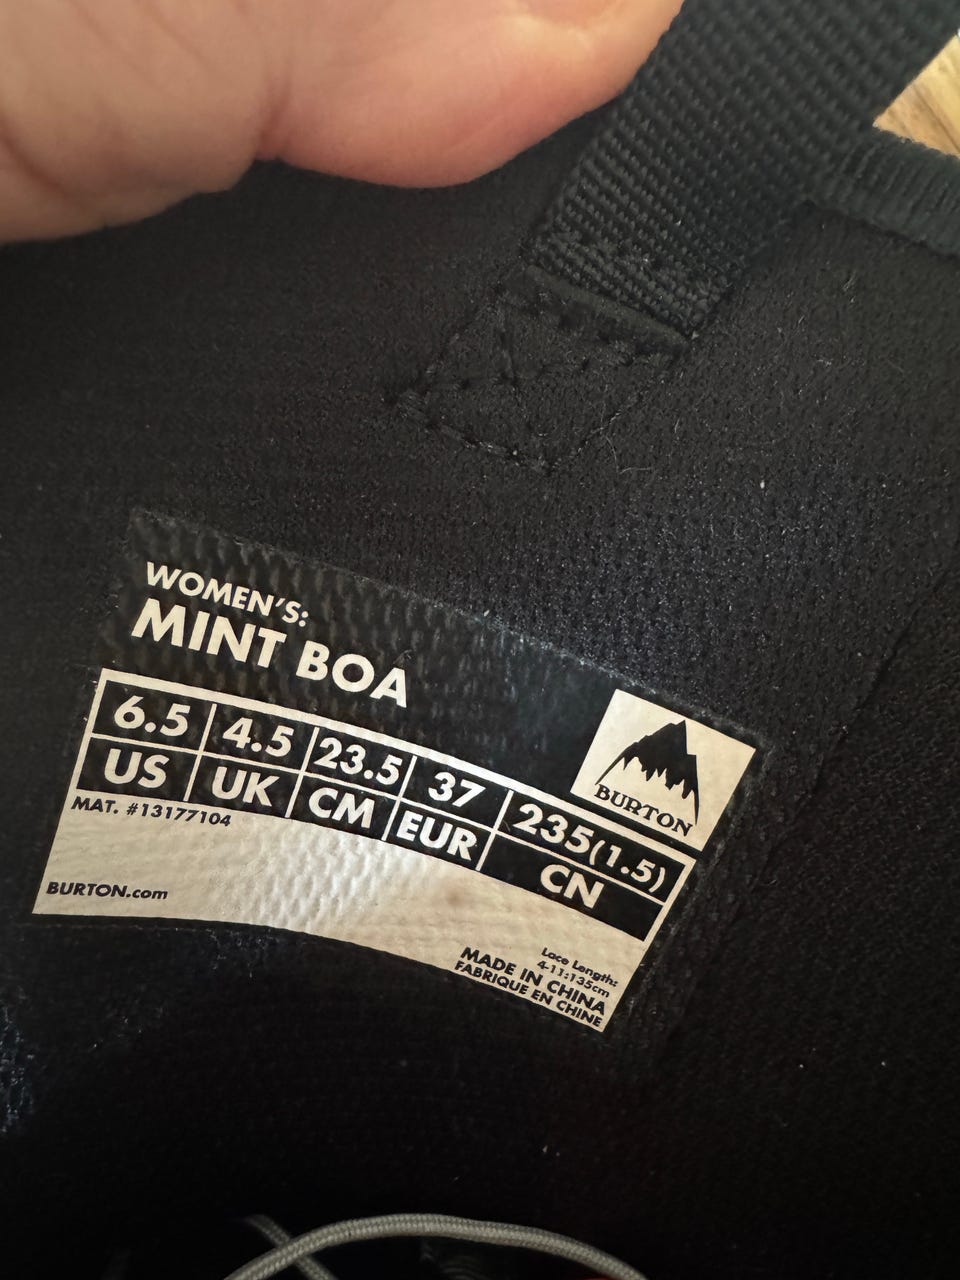 WOMEN'S:
MINT BOA
BURTON
6.5 4.5 23.5 37 235(1.5)
US UK CM EUR CN
MAT. #13177104
BURTON.com
Lace Length:
4-11:135cm
MADE IN CHINA
FABRIQUE EN CHINE